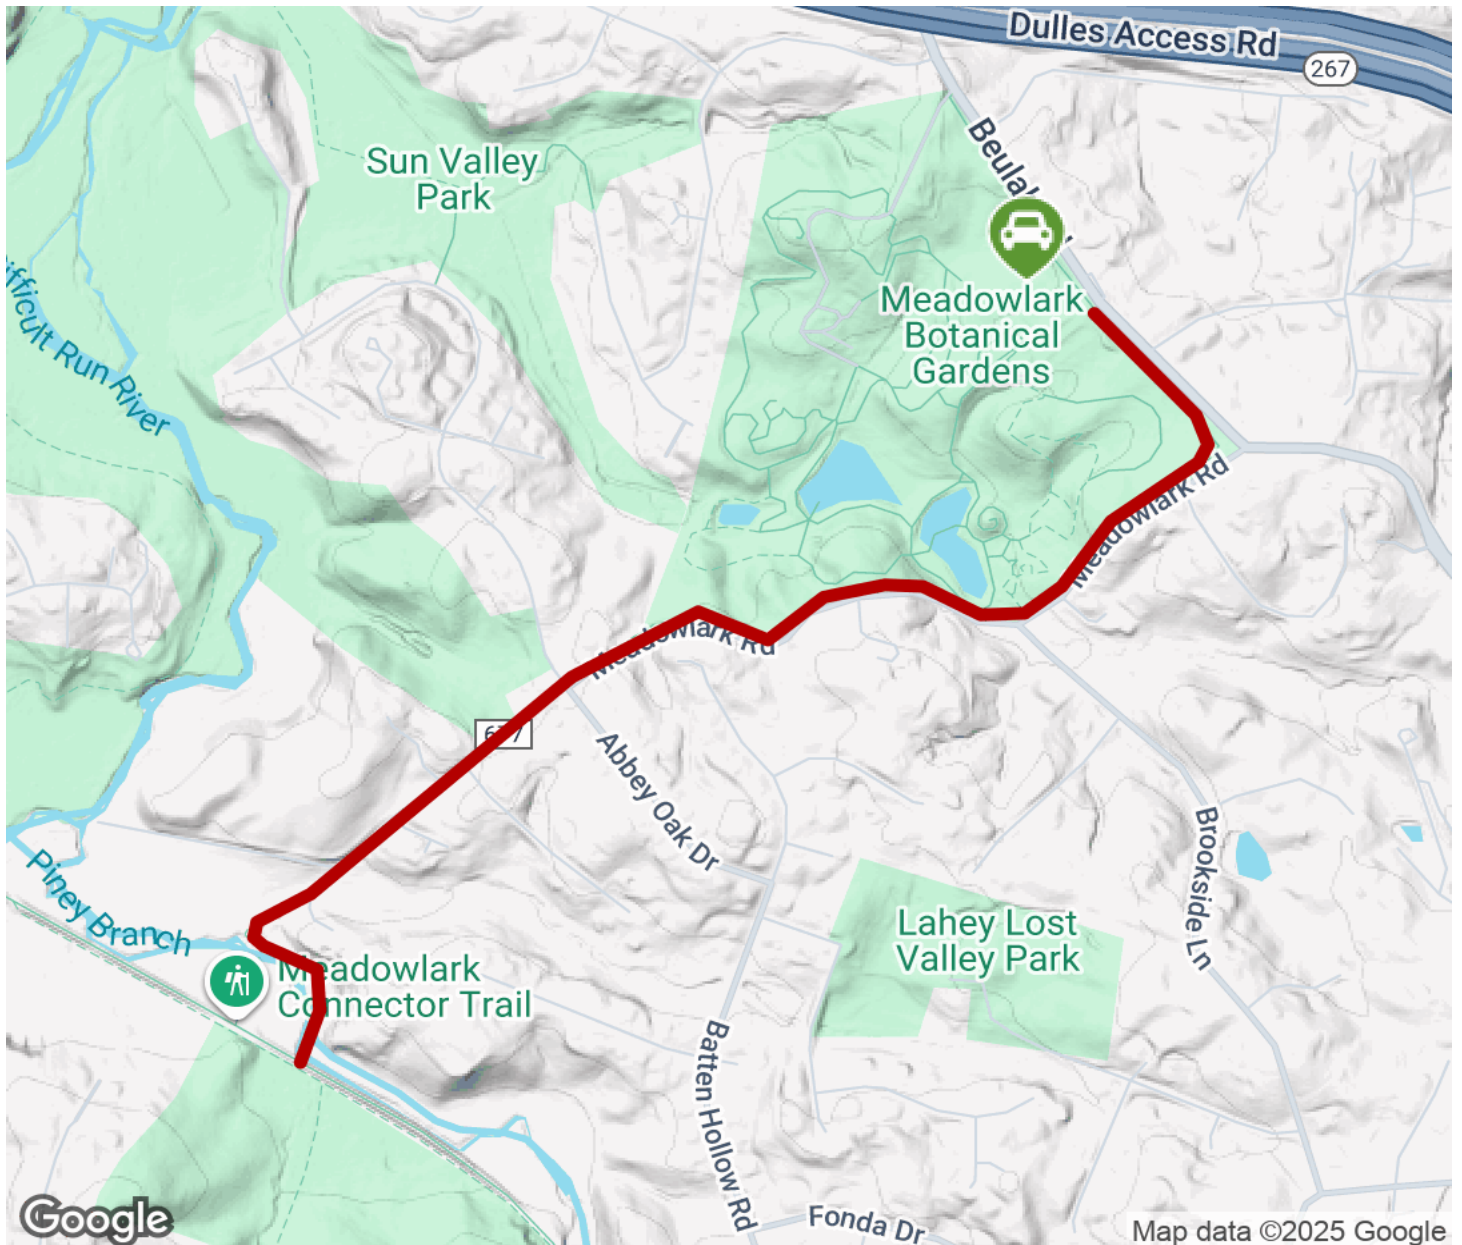 Dulles Access Rd
267
Sun Valley
Park
Meadowlark
Botanical
Gardens
Run River
Meadowlark Rd
Meadowlark Rd
Abbey Oak Dr
Brookside Ln
Piney Branch
Lahey Lost
Valley Park
Meadowlark
Connector Trail
Batten Hollow Rd
Fonda Dr
Google
Map data ©2025 Google